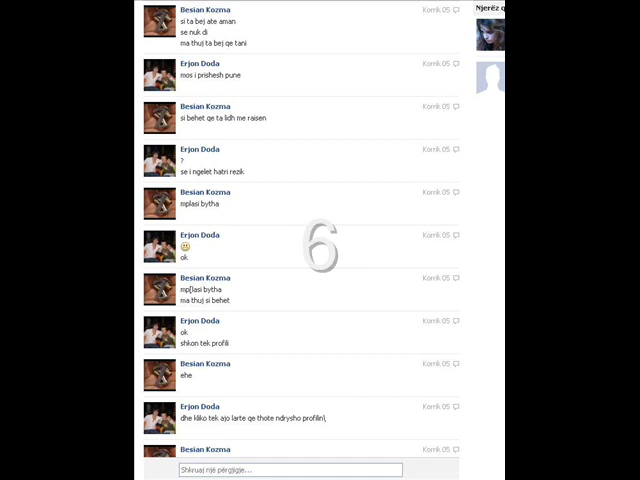 Besian Kozma Korrik 05
si ta bej ate aman
se nuk di
ma thuj ta bej qe tani
Erjon Doda Korrik 05
mos i prishesh pune
Besian Kozma Korrik 05
si behet qe ta lidh me raisen
Erjon Doda Korrik 05
?
se i ngelet hatri rezik
Besian Kozma Korrik 05
mplasi bytha
Erjon Doda Korrik 05
ok
Besian Kozma Korrik 05
mp[lasi bytha
ma thuj si behet
Erjon Doda Korrik 05
ok
shkon tek profili
Besian Kozma Korrik 05
ehe
Erjon Doda Korrik 05
dhe kliko tek ajo larte qe thote ndrysho profilin\
Besian Kozma Korrik 05
Shkruaj një përgjigje...
Njerëz q
6